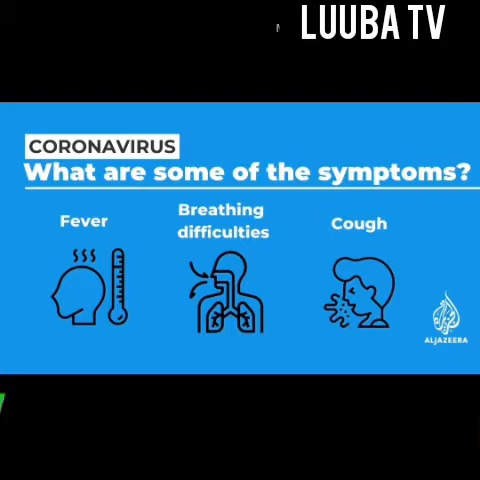 LUUBA TV
CORONAVIRUS
What are some of the symptoms?
Fever
Breathing
difficulties
Cough
ALJAZEERA